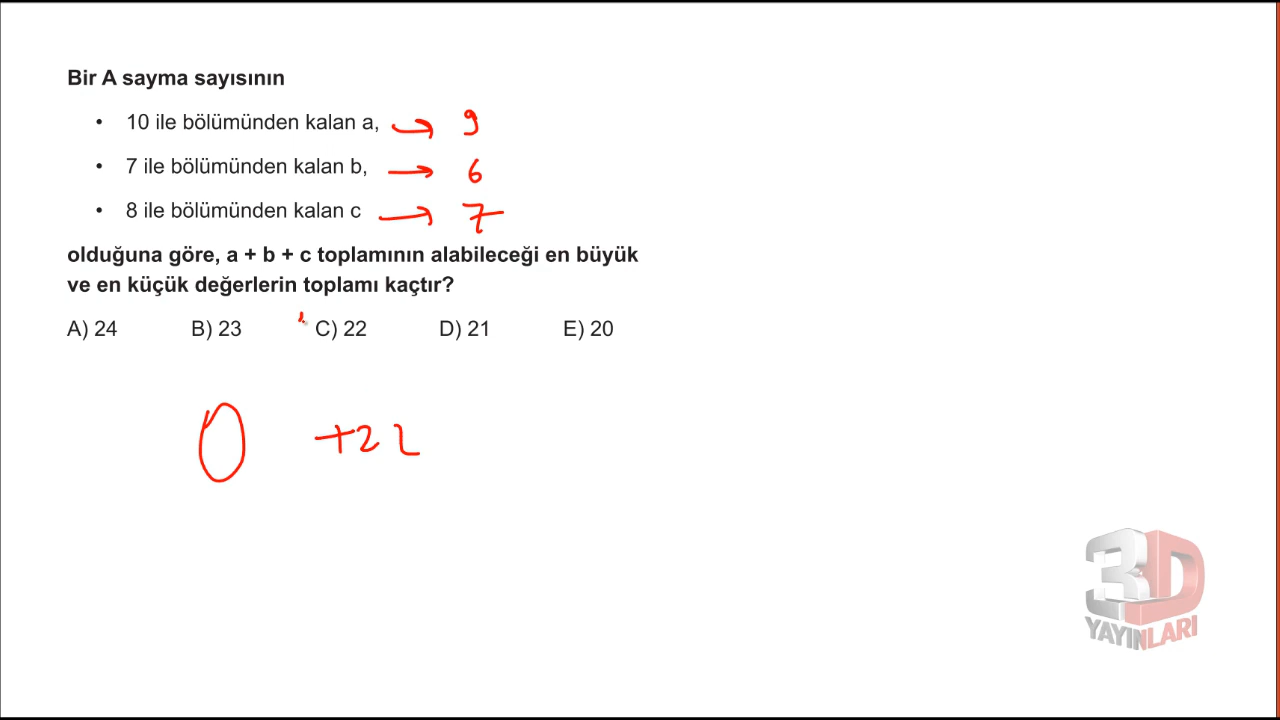 Bir A sayma sayısının
• 10 ile bölümünden kalan a, → 9
• 7 ile bölümünden kalan b, → 6
• 8 ile bölümünden kalan c → 7
olduğuna göre, a + b + c toplamının alabileceği en büyük
ve en küçük değerlerin toplamı kaçtır?
A) 24 B) 23 C) 22 D) 21 E) 20
0 +22
3D
YAYINLARI